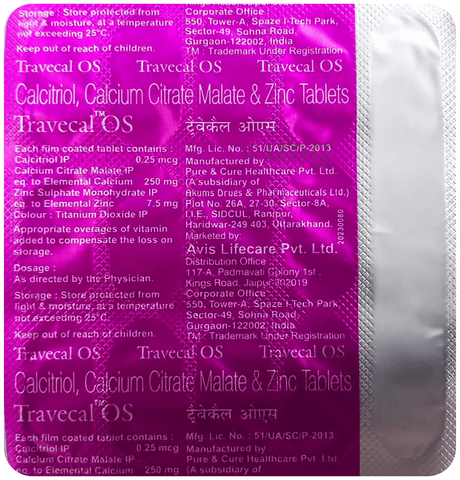 Storage : Store protected from
light & moisture, at a temperature
not exceeding 25°C.
Keep out of reach of children.
Corporate Office :
550, Tower-A, Spaze I-Tech Park,
Sector-49, Sohna Road,
Gurgaon-122002, India
TM : Trademark Under Registration
Travecal OS Travecal OS Travecal OS
Calcitriol, Calcium Citrate Malate & Zinc Tablets
Travecal™OS ट्रैवेकैल ओएस
Each film coated tablet contains :
Calcitriol IP 0.25 mcg
Calcium Citrate Malate IP
eq. to Elemental Calcium 250 mg
Zinc Sulphate Monohydrate IP
eq. to Elemental Zinc 7.5 mg
Colour : Titanium Dioxide IP
Appropriate overages of vitamin
added to compensate the loss on
storage.
Dosage :
As directed by the Physician.
Storage : Store protected from
light & moisture, at a temperature
not exceeding 25°C.
Keep out of reach of children.
Mfg. Lic. No. : 51/UA/SC/P-2013
Manufactured by :
Pure & Cure Healthcare Pvt. Ltd.
(A subsidiary of
Akums Drugs & Pharmaceuticals Ltd.)
Plot No. 26A, 27-30, Sector-8A,
I.I.E., SIDCUL, Ranipur,
Haridwar-249 403, Uttarakhand.
Marketed by:
Avis Lifecare Pvt. Ltd.
Distribution Office :
117-A, Padmavati Colony 1st ,
Kings Road, Jaipur-302019
Corporate Office :
550, Tower-A, Spaze I-Tech Park,
Sector-49, Sohna Road,
Gurgaon-122002, India
TM : Trademark Under Registration
20230080
Travecal OS Travecal OS Travecal OS
Calcitriol, Calcium Citrate Malate & Zinc Tablets
Travecal™OS ट्रैवेकैल ओएस
Each film coated tablet contains :
Calcitriol IP 0.25 mcg
Calcium Citrate Malate IP
eq. to Elemental Calcium 250 mg
Mfg. Lic. No. : 51/UA/SC/P-2013
Manufactured by :
Pure & Cure Healthcare Pvt. Ltd.
(A subsidiary of